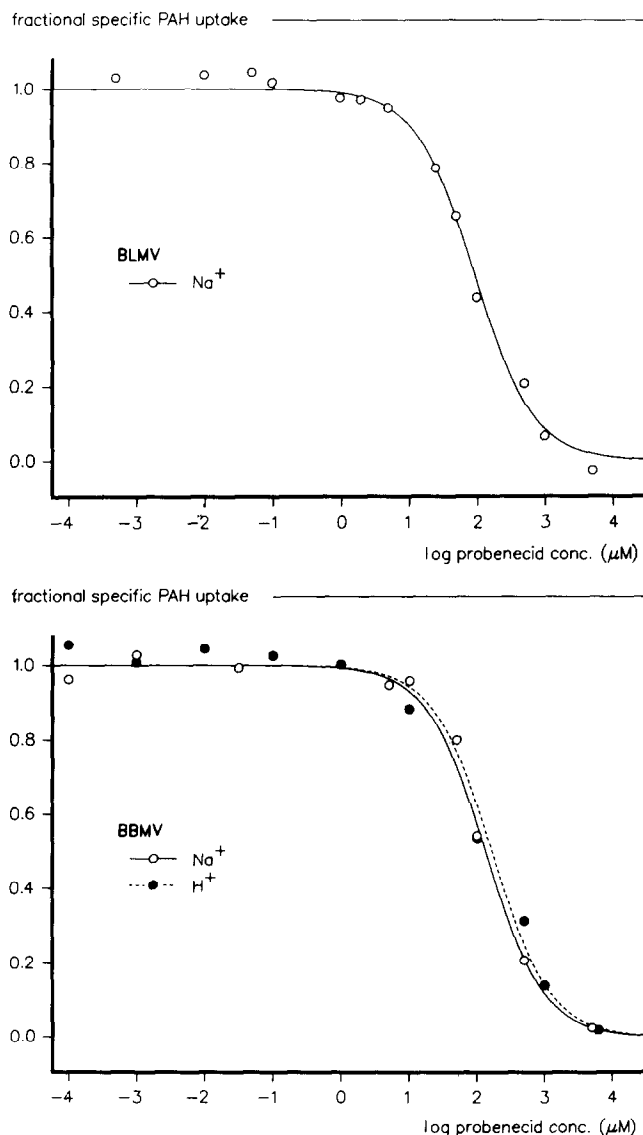 fractional specific PAH uptake
1.0
0.8
0.6
0.4
0.2
0.0
BLMV
Na+
−4 −3 −2 −1 0 1 2 3 4
log probenecid conc. (μM)
fractional specific PAH uptake
1.0
0.8
0.6
0.4
0.2
0.0
BBMV
Na+
H+
−4 −3 −2 −1 0 1 2 3 4
log probenecid conc. (μM)